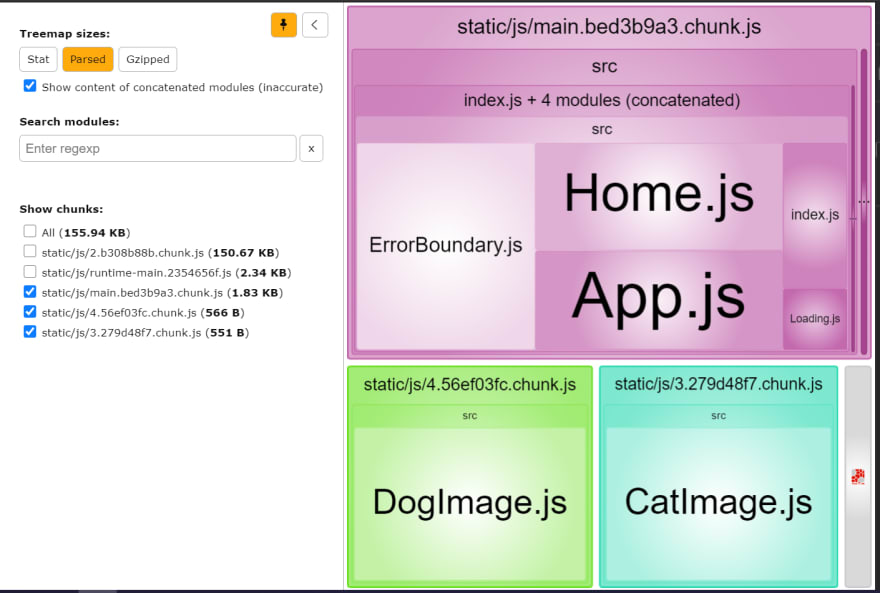 Treemap sizes:
Stat Parsed Gzipped
Show content of concatenated modules (inaccurate)
Search modules:
Enter regexp x
Show chunks:
All (155.94 KB)
static/js/2.b308b88b.chunk.js (150.67 KB)
static/js/runtime-main.2354656f.js (2.34 KB)
static/js/main.bed3b9a3.chunk.js (1.83 KB)
static/js/4.56ef03fc.chunk.js (566 B)
static/js/3.279d48f7.chunk.js (551 B)
static/js/main.bed3b9a3.chunk.js
src
index.js + 4 modules (concatenated)
src
ErrorBoundary.js
Home.js
App.js
index.js
Loading.js
...
...
static/js/4.56ef03fc.chunk.js
src
DogImage.js
static/js/3.279d48f7.chunk.js
src
CatImage.js